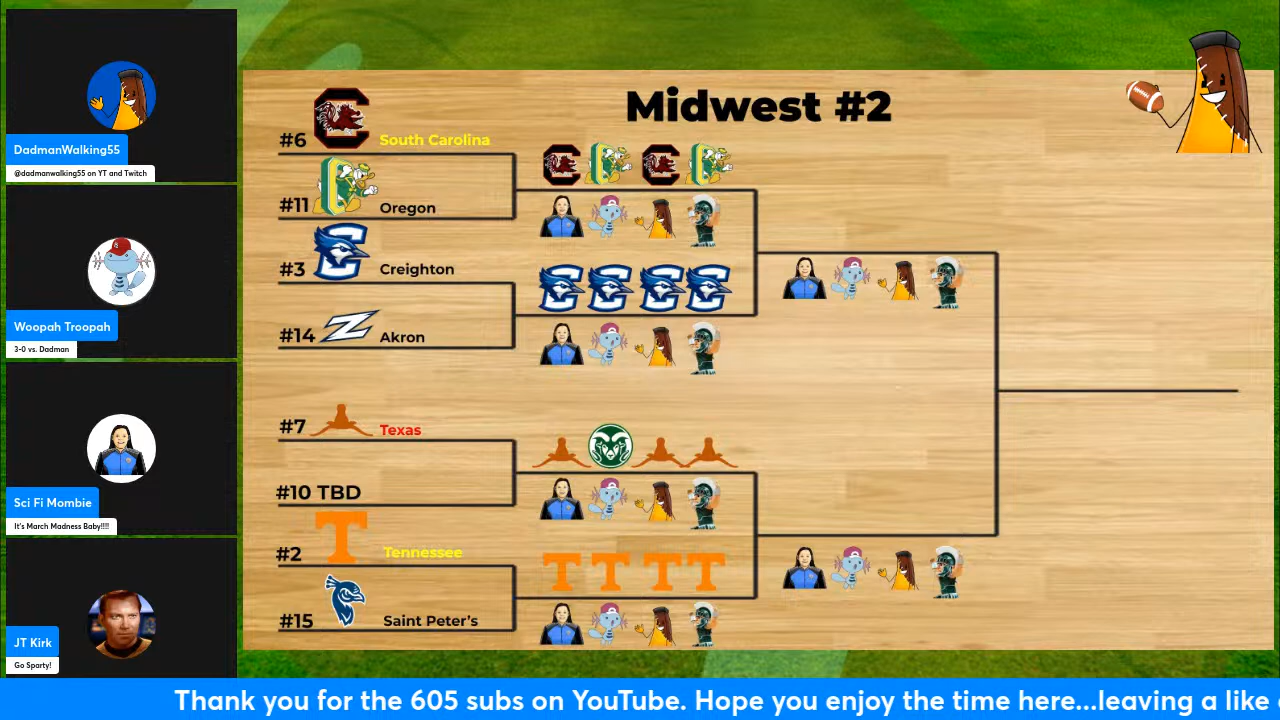 DadmanWalking55
@dadmanwalking55 on YT and Twitch
Woopah Troopah
3-0 vs. Dadman
Sci Fi Mombie
It's March Madness Baby!!!!
JT Kirk
Go Sparty!
Midwest #2
#6 South Carolina
#11 Oregon
#3 Creighton
#14 Akron
#7 Texas
#10 TBD
#2 Tennessee
#15 Saint Peter's
Thank you for the 605 subs on YouTube. Hope you enjoy the time here...leaving a like